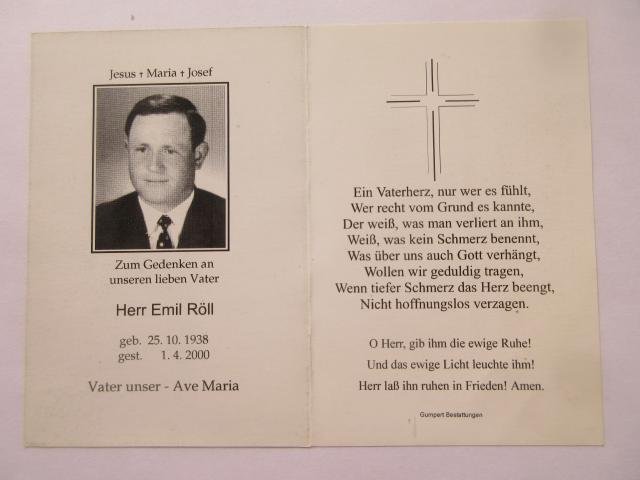 Jesus † Maria † Josef
Zum Gedenken an
unseren lieben Vater
Herr Emil Röll
geb. 25. 10. 1938
gest. 1. 4. 2000
Vater unser - Ave Maria
Ein Vaterherz, nur wer es fühlt,
Wer recht vom Grund es kannte,
Der weiß, was man verliert an ihm,
Weiß, was kein Schmerz benennt,
Was über uns auch Gott verhängt,
Wollen wir geduldig tragen,
Wenn tiefer Schmerz das Herz beengt,
Nicht hoffnungslos verzagen.
O Herr, gib ihm die ewige Ruhe!
Und das ewige Licht leuchte ihm!
Herr laß ihn ruhen in Frieden! Amen.
Gumpert Bestattungen